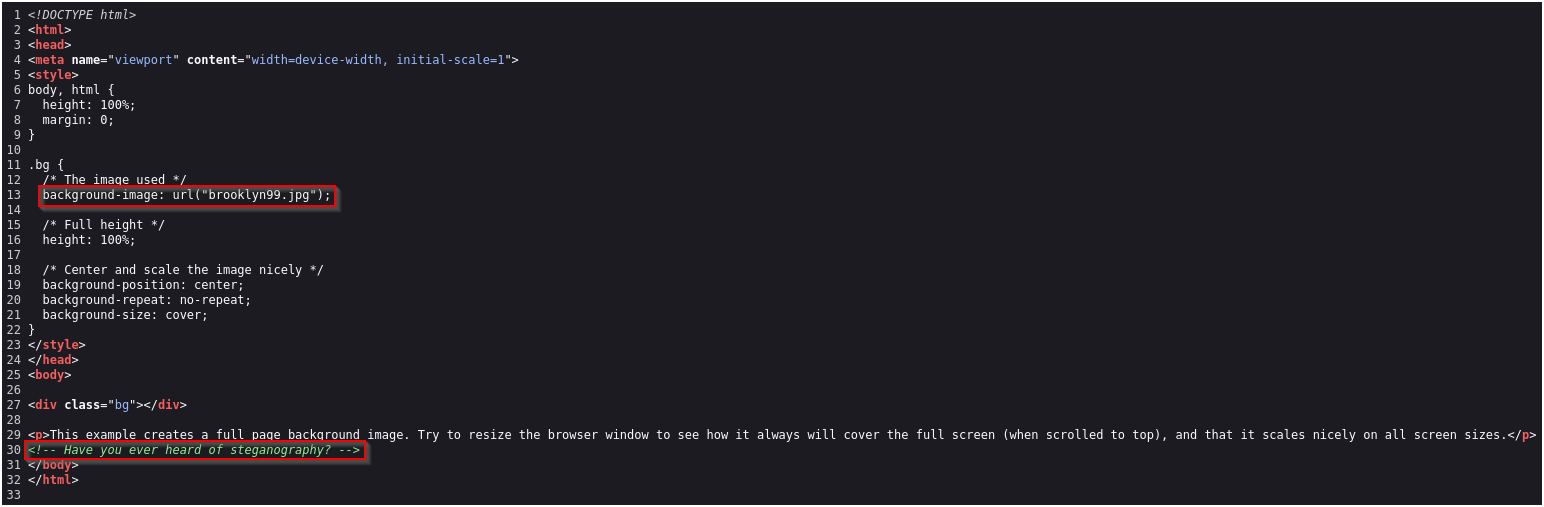 1 <!DOCTYPE html>
2 <html>
3 <head>
4 <meta name="viewport" content="width=device-width, initial-scale=1">
5 <style>
6 body, html {
7   height: 100%;
8   margin: 0;
9 }
10
11 .bg {
12   /* The image used */
13   background-image: url("brooklyn99.jpg");
14
15   /* Full height */
16   height: 100%;
17
18   /* Center and scale the image nicely */
19   background-position: center;
20   background-repeat: no-repeat;
21   background-size: cover;
22 }
23 </style>
24 </head>
25 <body>
26
27 <div class="bg"></div>
28
29 <p>This example creates a full page background image. Try to resize the browser window to see how it always will cover the full screen (when scrolled to top), and that it scales nicely on all screen sizes.</p>
30 <!-- Have you ever heard of steganography? -->
31 </body>
32 </html>
33